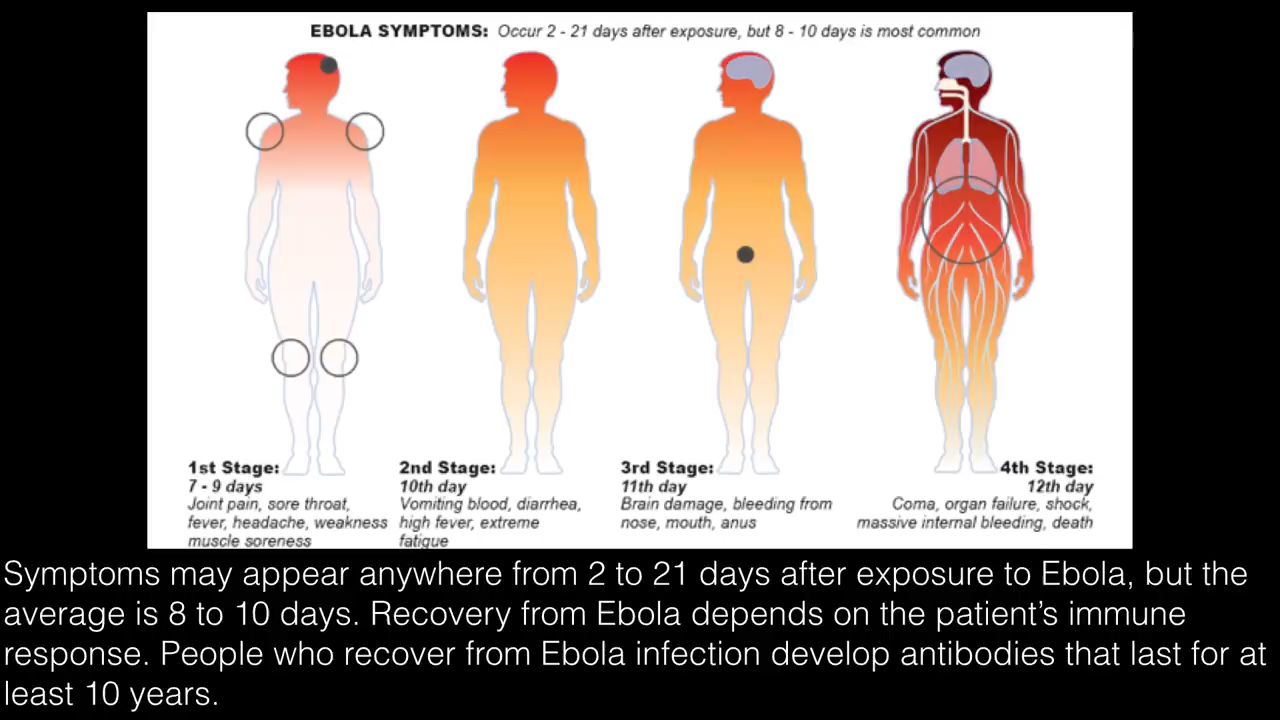 EBOLA SYMPTOMS: Occur 2 - 21 days after exposure, but 8 - 10 days is most common
1st Stage:
7 - 9 days
Joint pain, sore throat,
fever, headache, weakness
muscle soreness
2nd Stage:
10th day
Vomiting blood, diarrhea,
high fever, extreme
fatigue
3rd Stage:
11th day
Brain damage, bleeding from
nose, mouth, anus
4th Stage:
12th day
Coma, organ failure, shock,
massive internal bleeding, death
Symptoms may appear anywhere from 2 to 21 days after exposure to Ebola, but the
average is 8 to 10 days. Recovery from Ebola depends on the patient’s immune
response. People who recover from Ebola infection develop antibodies that last for at
least 10 years.